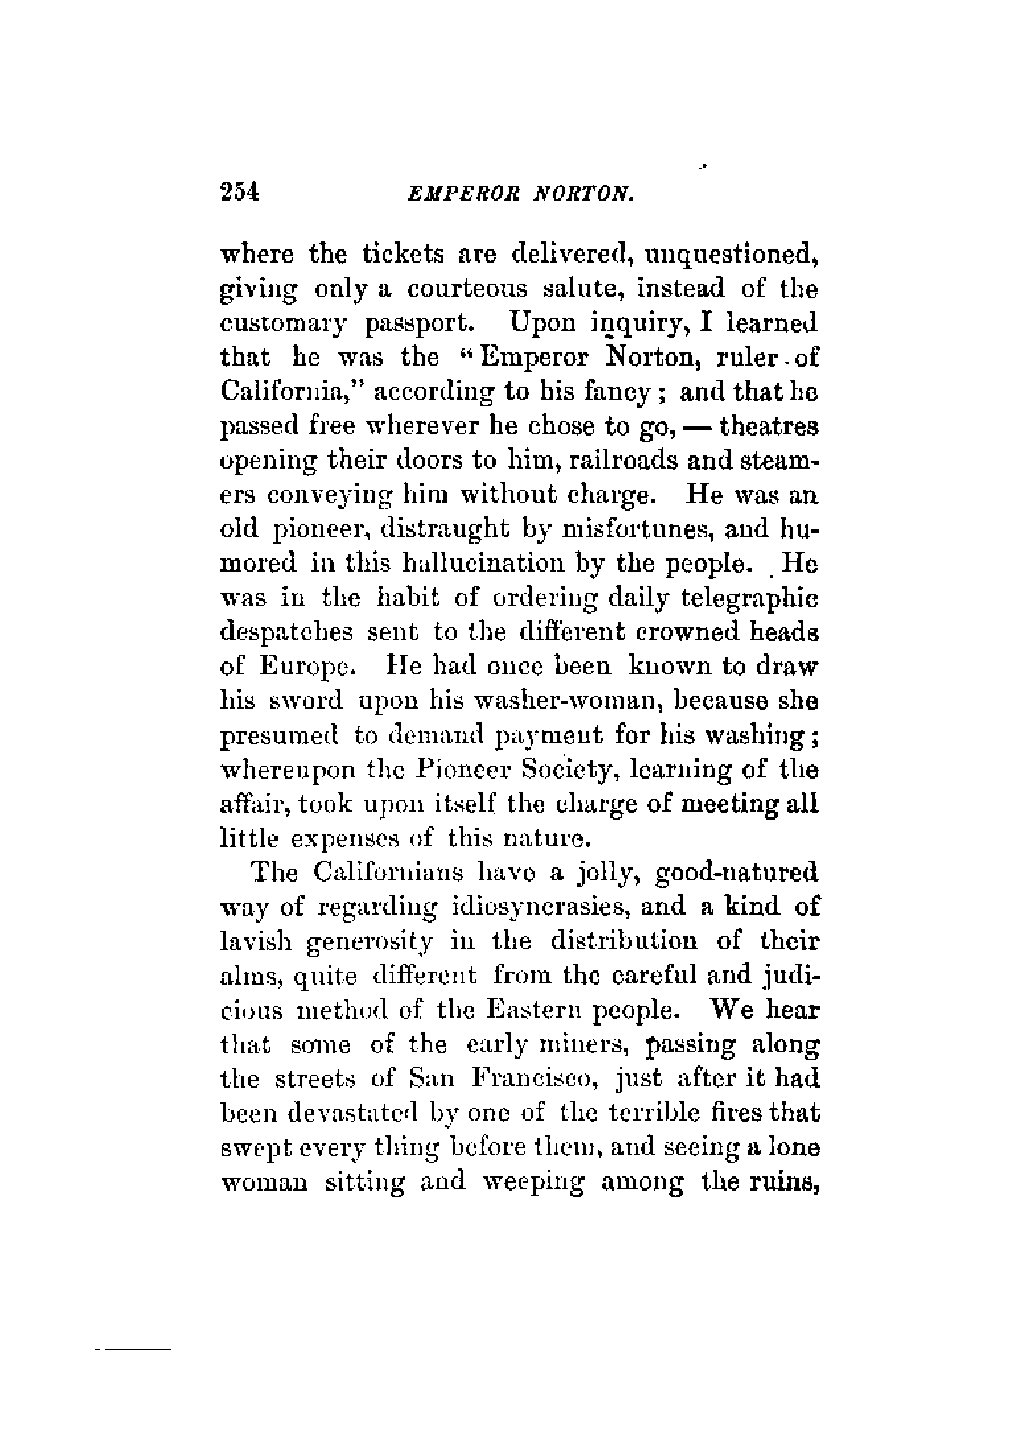 254 EMPEROR NORTON.
where the tickets are delivered, unquestioned,
giving only a courteous salute, instead of the
customary passport. Upon inquiry, I learned
that he was the "Emperor Norton, ruler of
California," according to his fancy; and that he
passed free wherever he chose to go, — theatres
opening their doors to him, railroads and steam-
ers conveying him without charge. He was an
old pioneer, distraught by misfortunes, and hu-
mored in this hallucination by the people. He
was in the habit of ordering daily telegraphic
despatches sent to the different crowned heads
of Europe. He had once been known to draw
his sword upon his washer-woman, because she
presumed to demand payment for his washing;
whereupon the Pioneer Society, learning of the
affair, took upon itself the charge of meeting all
little expenses of this nature.
The Californians have a jolly, good-natured
way of regarding idiosyncrasies, and a kind of
lavish generosity in the distribution of their
alms, quite different from the careful and judi-
cious method of the Eastern people. We hear
that some of the early miners, passing along
the streets of San Francisco, just after it had
been devastated by one of the terrible fires that
swept every thing before them, and seeing a lone
woman sitting and weeping among the ruins,